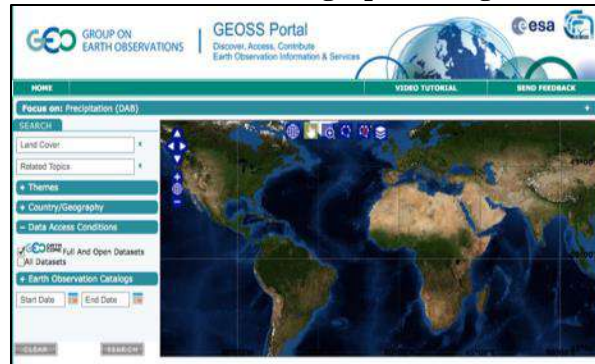 GEO
GROUP ON
EARTH OBSERVATIONS
GEOSS Portal
Discover, Access, Contribute
Earth Observation Information & Services
esa
HOME
VIDEO TUTORIAL
SEND FEEDBACK
Focus on: Precipitation (DAB)
SEARCH
Land Cover
Related Topics
+ Themes
+ Country/Geography
− Data Access Conditions
GEO Full And Open Datasets
All Datasets
+ Earth Observation Catalogs
Start Date
End Date
CLEAR
SEARCH